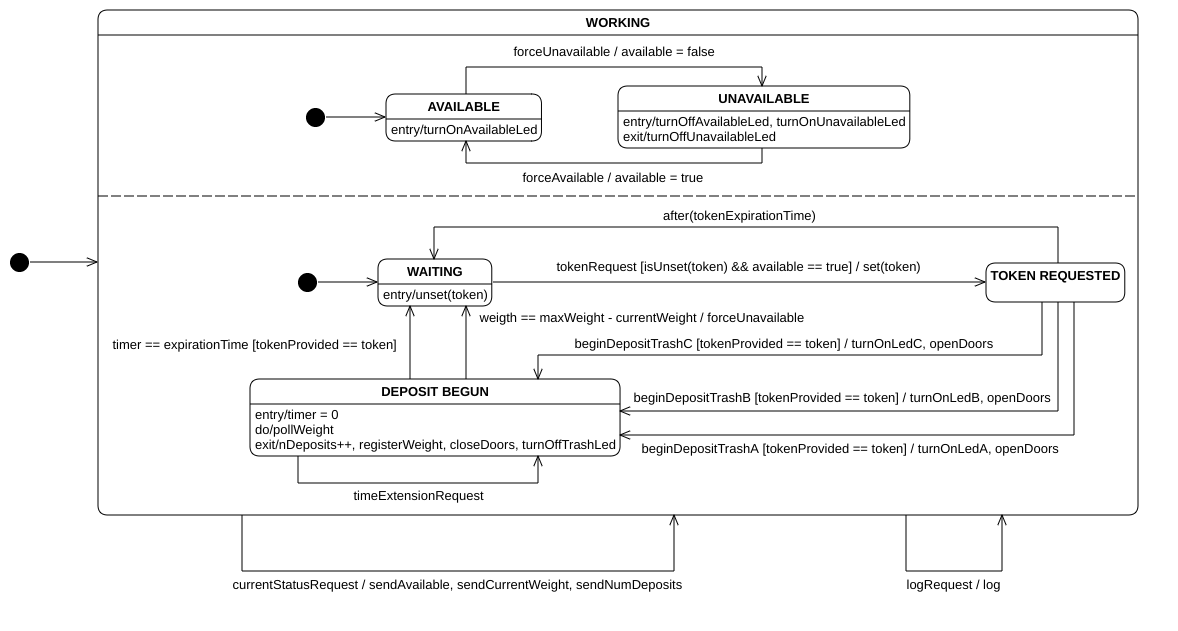 WORKING
forceUnavailable / available = false
AVAILABLE
entry/turnOnAvailableLed
UNAVAILABLE
entry/turnOffAvailableLed, turnOnUnavailableLed
exit/turnOffUnavailableLed
forceAvailable / available = true
after(tokenExpirationTime)
WAITING
entry/unset(token)
tokenRequest [isUnset(token) && available == true] / set(token)
TOKEN REQUESTED
weigth == maxWeight - currentWeight / forceUnavailable
timer == expirationTime [tokenProvided == token]
beginDepositTrashC [tokenProvided == token] / turnOnLedC, openDoors
DEPOSIT BEGUN
entry/timer = 0
do/pollWeight
exit/nDeposits++, registerWeight, closeDoors, turnOffTrashLed
beginDepositTrashB [tokenProvided == token] / turnOnLedB, openDoors
beginDepositTrashA [tokenProvided == token] / turnOnLedA, openDoors
timeExtensionRequest
currentStatusRequest / sendAvailable, sendCurrentWeight, sendNumDeposits
logRequest / log